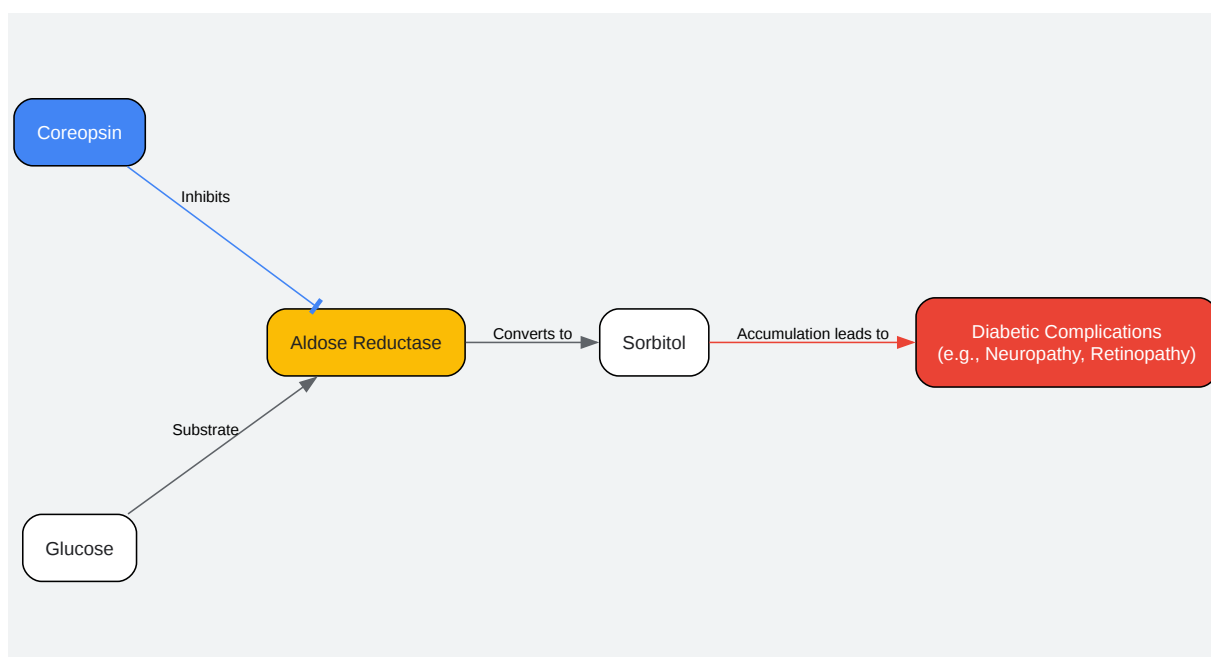 Coreopsin
Inhibits
Aldose Reductase
Converts to
Sorbitol
Accumulation leads to
Diabetic Complications
(e.g., Neuropathy, Retinopathy)
Substrate
Glucose